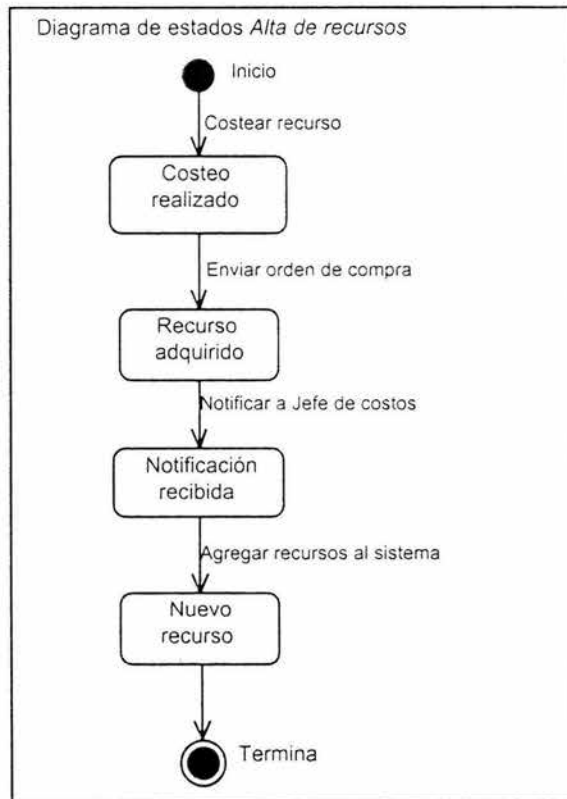 Diagrama de estados Alta de recursos
Inicio
Costear recurso
Costeo
realizado
Enviar orden de compra
Recurso
adquirido
Notificar a Jefe de costos
Notificación
recibida
Agregar recursos al sistema
Nuevo
recurso
Termina